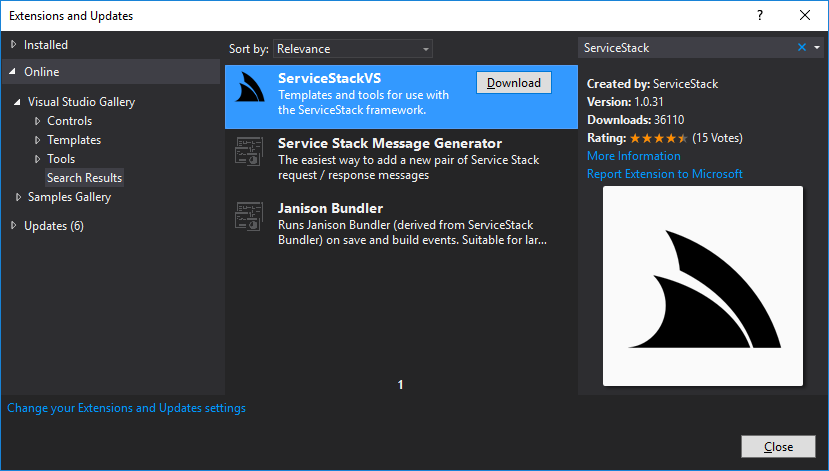 Extensions and Updates
Installed
Online
Visual Studio Gallery
Controls
Templates
Tools
Search Results
Samples Gallery
Updates (6)
Sort by: Relevance
ServiceStackVS
Templates and tools for use with
the ServiceStack framework.
Download
Service Stack Message Generator
The easiest way to add a new pair of Service Stack
request / response messages
Janison Bundler
Runs Janison Bundler (derived from ServiceStack
Bundler) on save and build events. Suitable for lar...
1
ServiceStack
Created by: ServiceStack
Version: 1.0.31
Downloads: 36110
Rating: (15 Votes)
More Information
Report Extension to Microsoft
Change your Extensions and Updates settings
Close